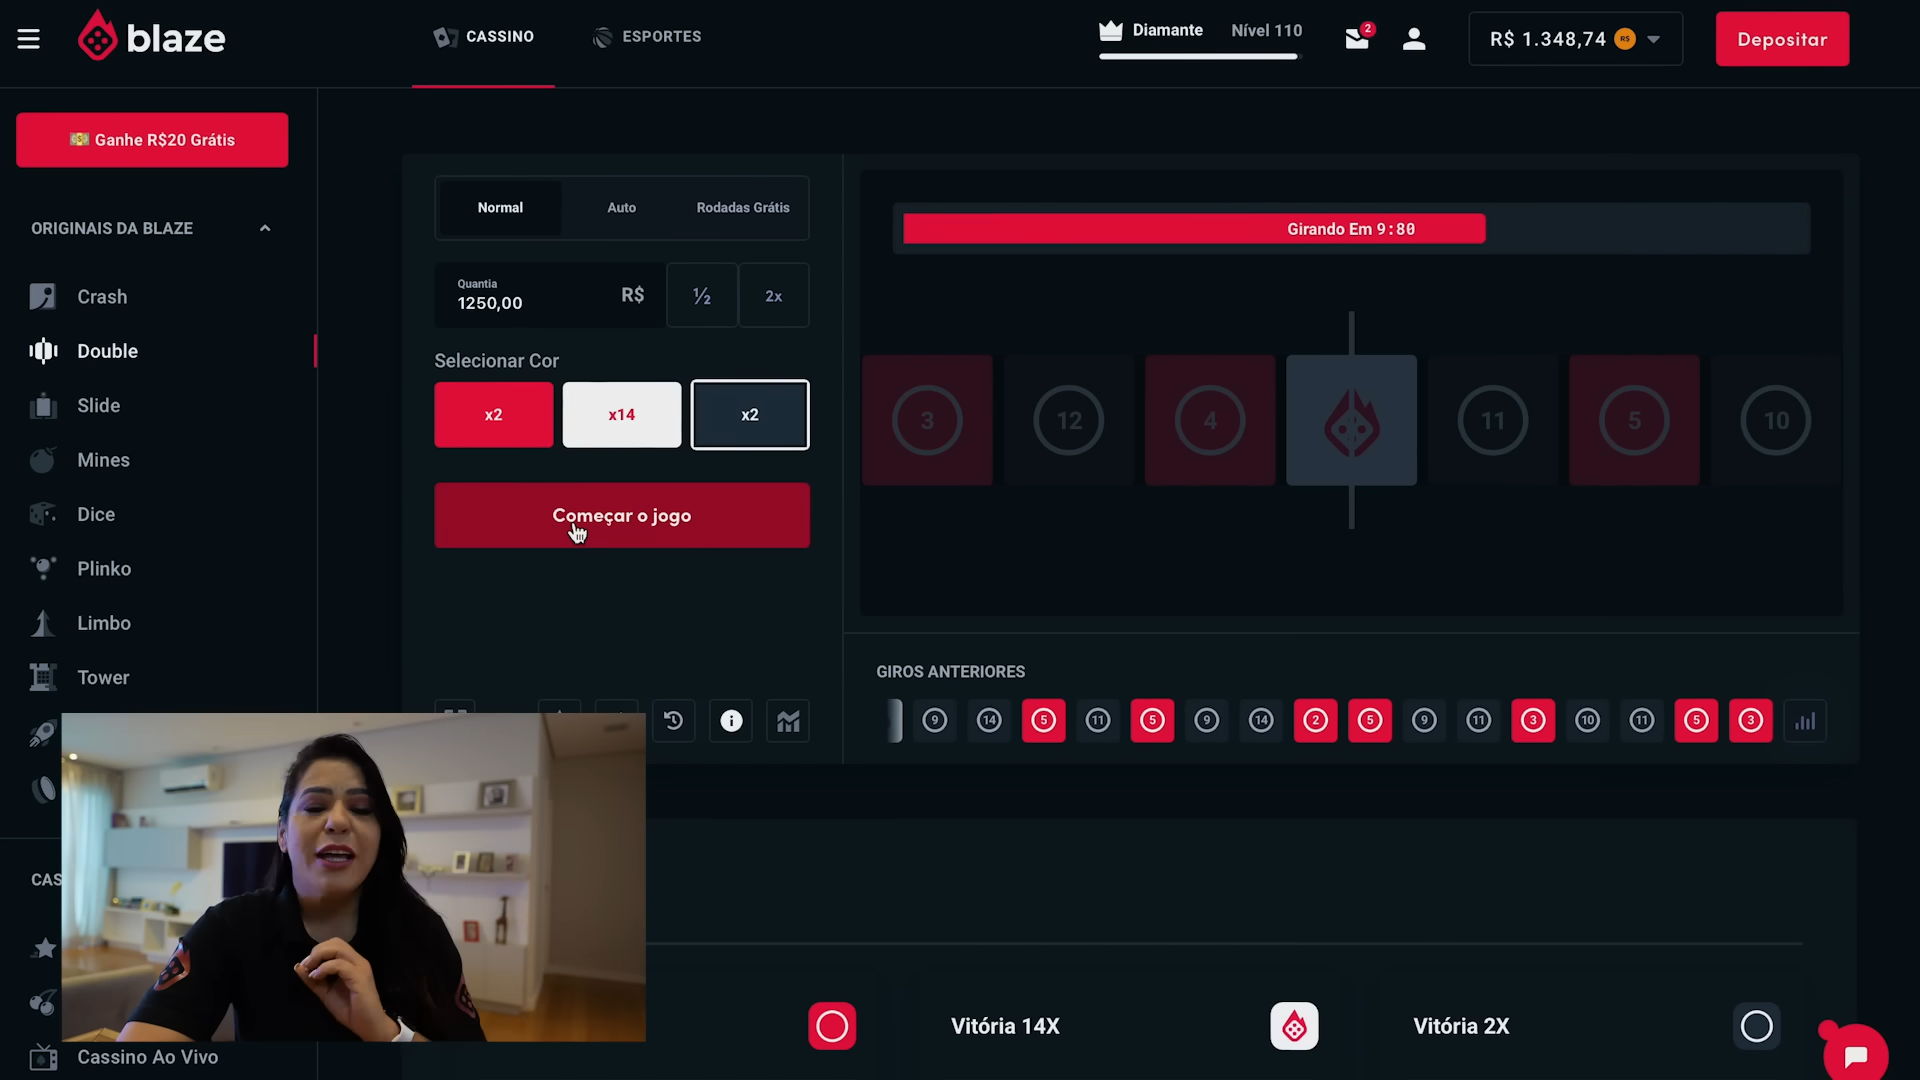 blaze
CASSINO
ESPORTES
Diamante
Nível 110
2
R$ 1.348,74
R$
Depositar
Ganhe R$20 Grátis
ORIGINAIS DA BLAZE
Crash
Double
Slide
Mines
Dice
Plinko
Limbo
Tower
CAS
Cassino Ao Vivo
Normal
Auto
Rodadas Grátis
Quantia
1250,00
R$
½
2x
Selecionar Cor
x2
x14
x2
Começar o jogo
Girando Em 9:80
3
12
4
11
5
10
GIROS ANTERIORES
9 14 5 11 5 9 14 2 5 9 11 3 10 11 5 3
Vitória 14X
Vitória 2X